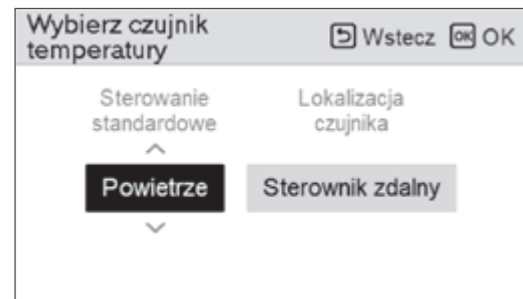 Wybierz czujnik
temperatury
Wstecz OK OK
Sterowanie
standardowe
Lokalizacja
czujnika
Powietrze
Sterownik zdalny